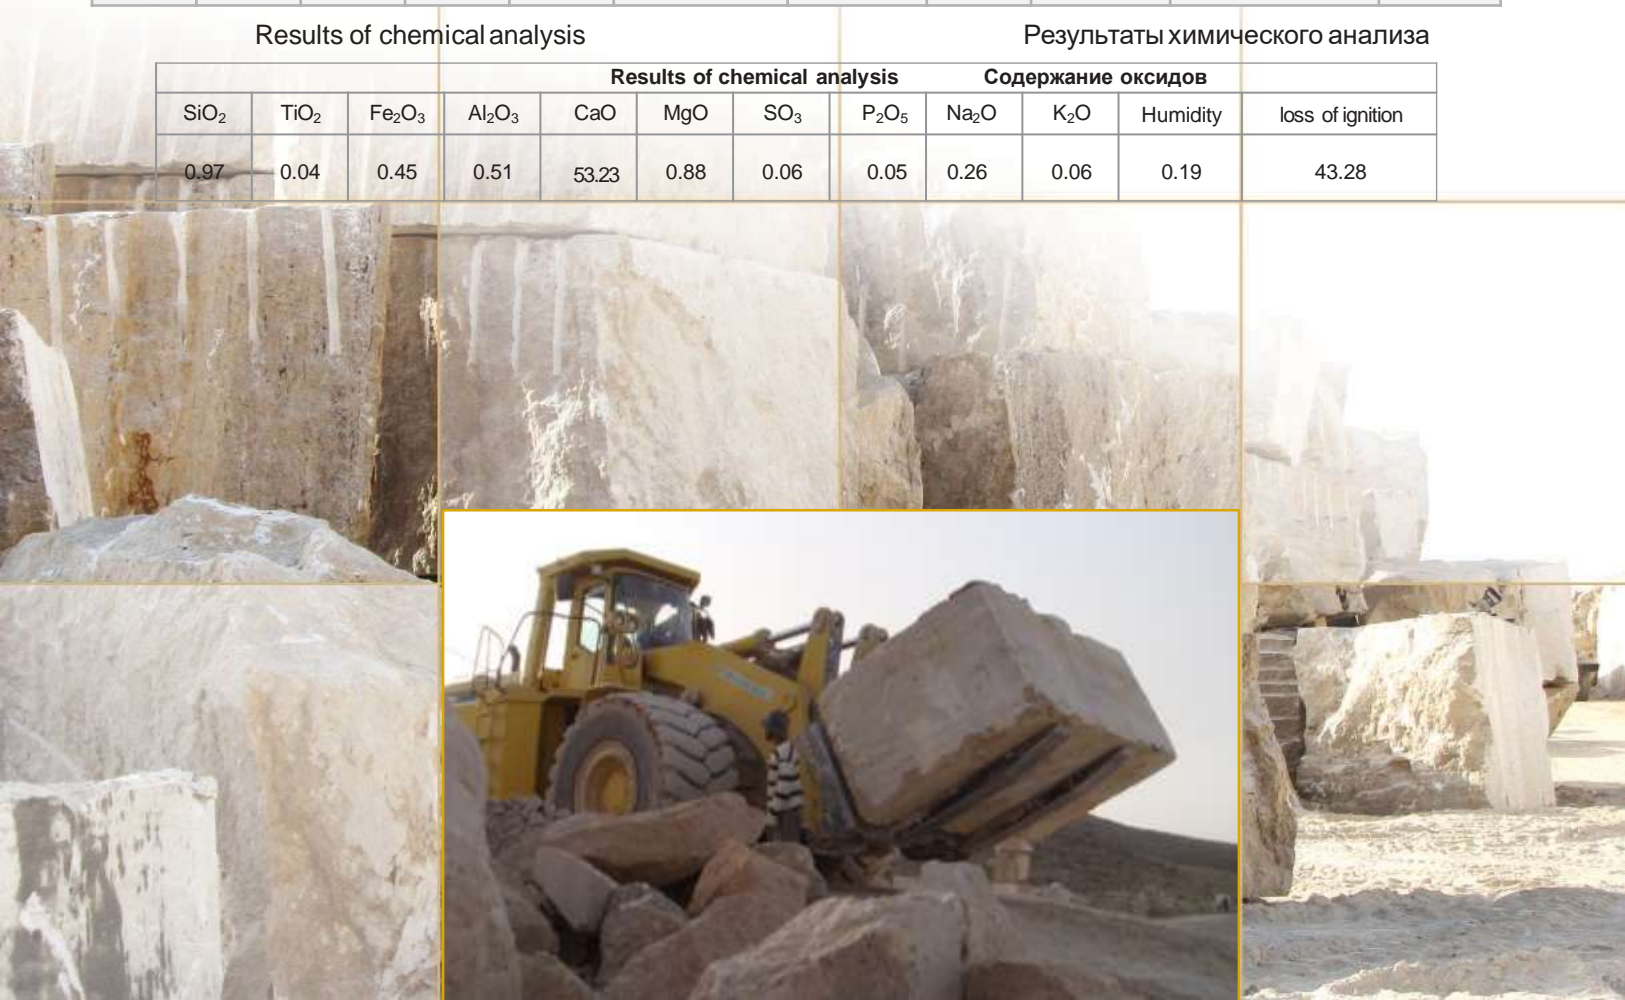 Results of chemical analysis Результаты химического анализа
Results of chemical analysis Содержание оксидов
SiO₂ TiO₂ Fe₂O₃ Al₂O₃ CaO MgO SO₃ P₂O₅ Na₂O K₂O Humidity loss of ignition
0.97 0.04 0.45 0.51 53.23 0.88 0.06 0.05 0.26 0.06 0.19 43.28